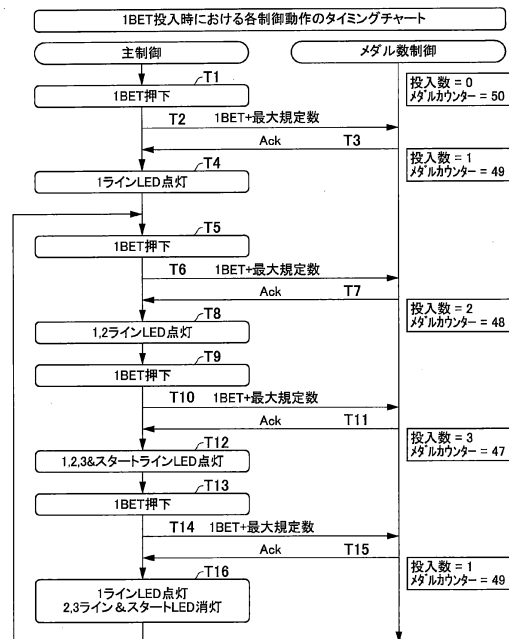 1BET投入時における各制御動作のタイミングチャート
主制御
メダル数制御
T1
1BET押下
投入数 = 0
メダルカウンター = 50
T2 1BET+最大規定数
Ack T3
投入数 = 1
メダルカウンター = 49
T4
1ラインLED点灯
T5
1BET押下
T6 1BET+最大規定数
Ack T7
投入数 = 2
メダルカウンター = 48
T8
1,2ラインLED点灯
T9
1BET押下
T10 1BET+最大規定数
Ack T11
投入数 = 3
メダルカウンター = 47
T12
1,2,3&スタートラインLED点灯
T13
1BET押下
T14 1BET+最大規定数
Ack T15
投入数 = 1
メダルカウンター = 49
T16
1ラインLED点灯
2,3ライン&スタートLED消灯